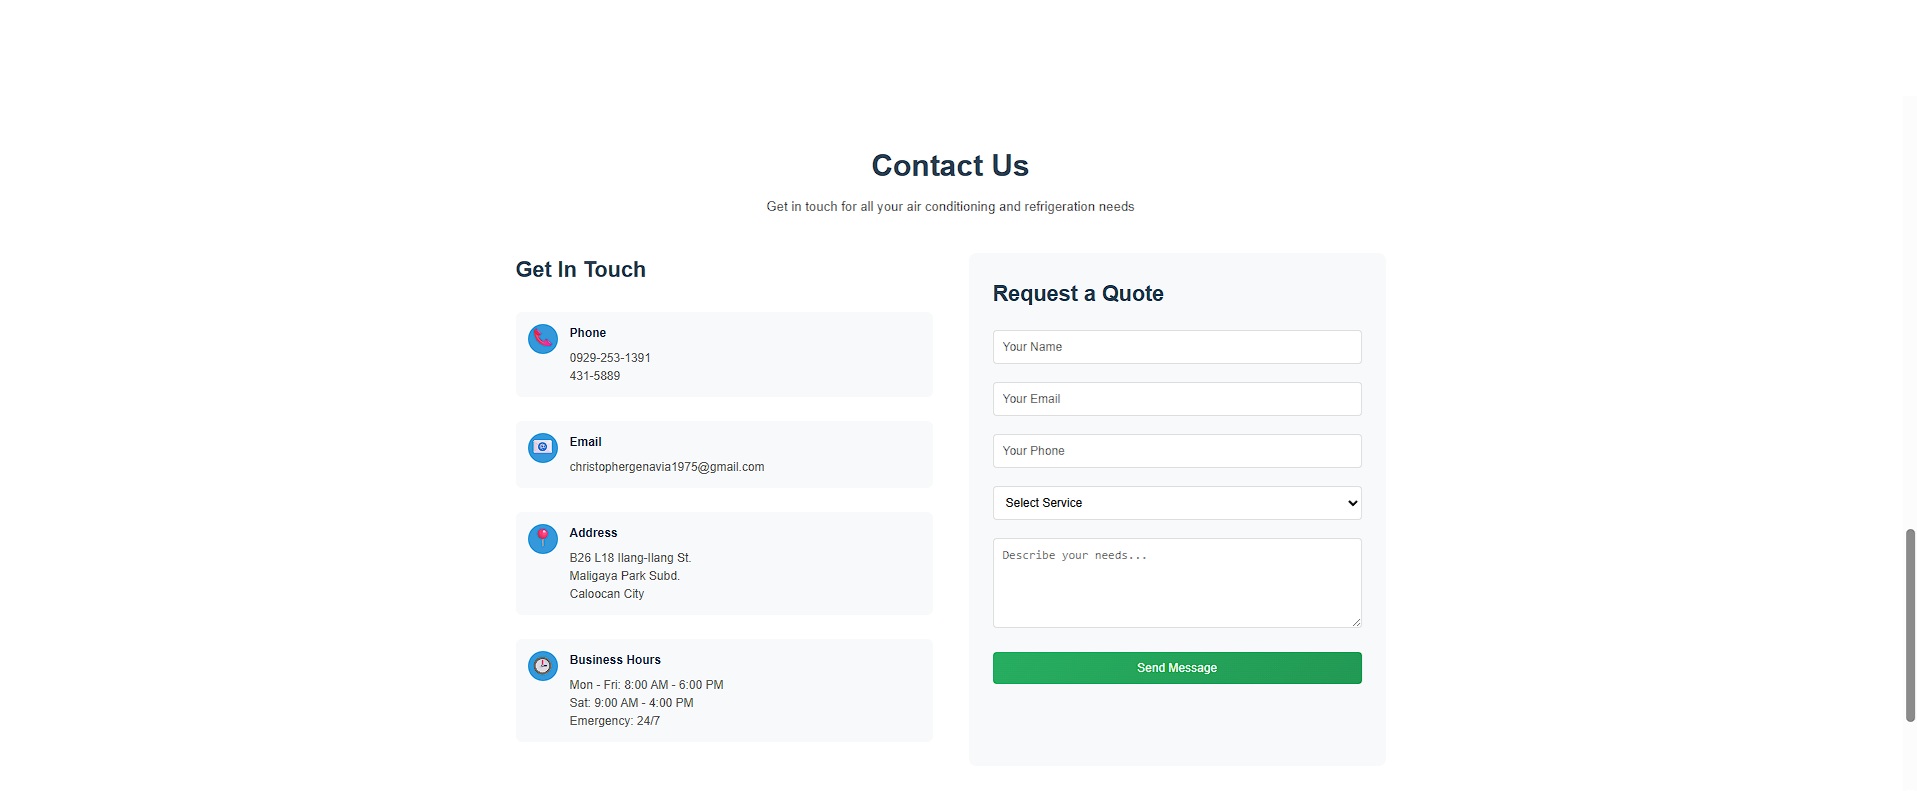 Contact Us
Get in touch for all your air conditioning and refrigeration needs
Get In Touch
Phone
0929-253-1391
431-5889
Email
christophergenavia1975@gmail.com
Address
B26 L18 Ilang-Ilang St.
Maligaya Park Subd.
Caloocan City
Business Hours
Mon - Fri: 8:00 AM - 6:00 PM
Sat: 9:00 AM - 4:00 PM
Emergency: 24/7
Request a Quote
Your Name
Your Email
Your Phone
Select Service
Describe your needs...
Send Message